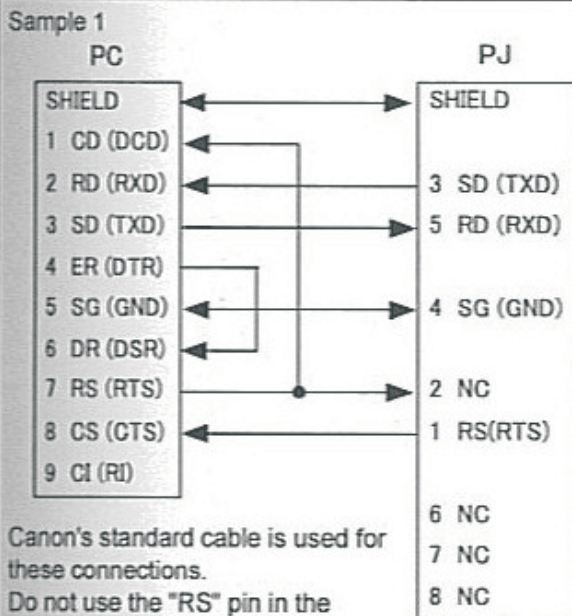 Sample 1
PC
PJ
SHIELD
SHIELD
1 CD (DCD)
2 RD (RXD)
3 SD (TXD)
3 SD (TXD)
5 RD (RXD)
4 ER (DTR)
5 SG (GND)
4 SG (GND)
6 DR (DSR)
7 RS (RTS)
2 NC
8 CS (CTS)
1 RS(RTS)
9 CI (RI)
6 NC
Canon's standard cable is used for
7 NC
these connections.
8 NC
Do not use the "RS" pin in the